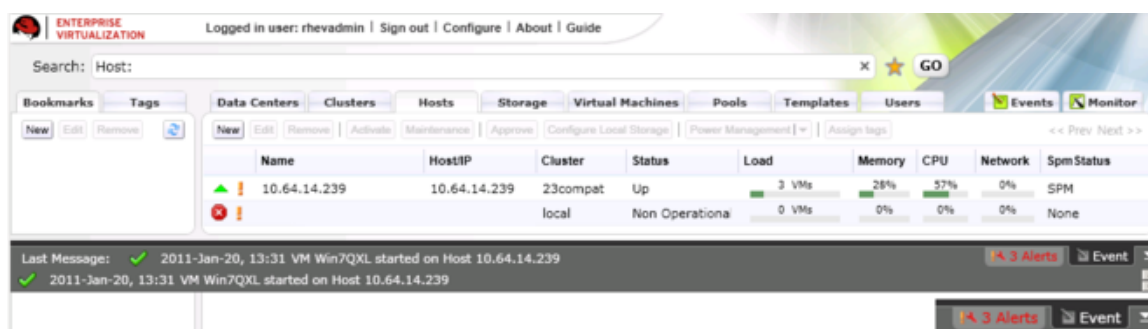 ENTERPRISE
VIRTUALIZATION
Logged in user: rhevadmin | Sign out | Configure | About | Guide
Search: Host: × GO
Bookmarks Tags Data Centers Clusters Hosts Storage Virtual Machines Pools Templates Users Events Monitor
New Edit Remove New Edit Remove Activate Maintenance Approve Configure Local Storage Power Management Assign tags << Prev Next >>
Name Host/IP Cluster Status Load Memory CPU Network SpmStatus
10.64.14.239 10.64.14.239 23compat Up 3 VMs 28% 57% 0% SPM
local Non Operationa 0 VMs 0% 0% 0% None
Last Message: 2011-Jan-20, 13:31 VM Win7QXL started on Host 10.64.14.239 3 Alerts Event
2011-Jan-20, 13:31 VM Win7QXL started on Host 10.64.14.239
3 Alerts Event